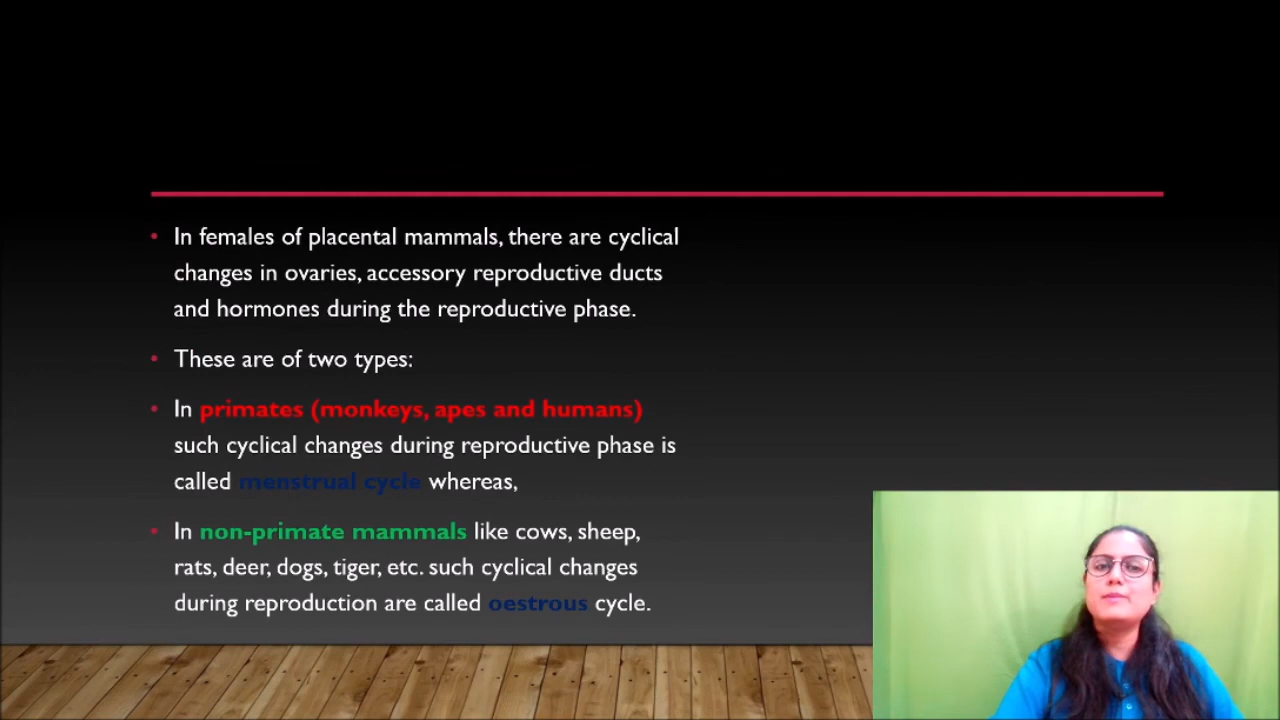 • In females of placental mammals, there are cyclical
changes in ovaries, accessory reproductive ducts
and hormones during the reproductive phase.
• These are of two types:
• In primates (monkeys, apes and humans)
such cyclical changes during reproductive phase is
called menstrual cycle whereas,
• In non-primate mammals like cows, sheep,
rats, deer, dogs, tiger, etc. such cyclical changes
during reproduction are called oestrous cycle.